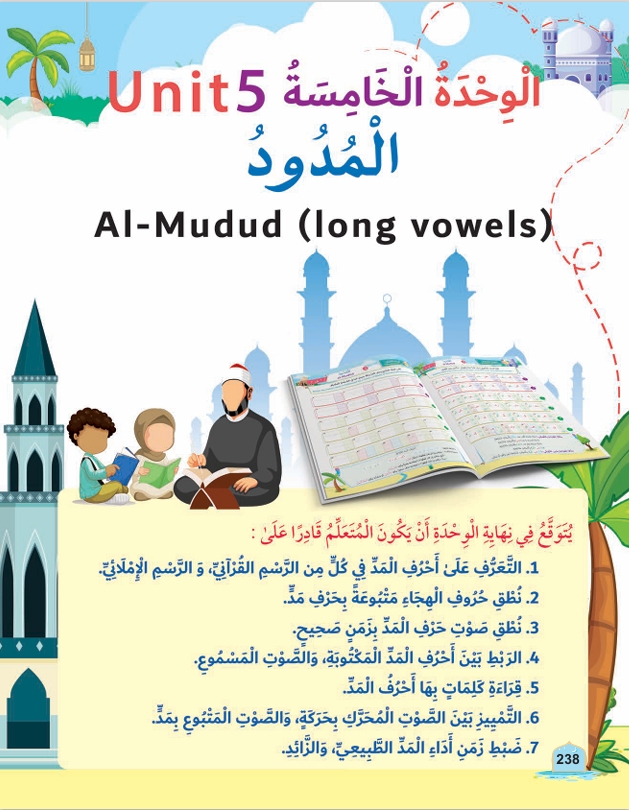 Unit5 الْوِحْدَةُ الْخَامِسَةُ
الْمُدُودُ
Al-Mudud (long vowels)
يُتَوَقَّعُ فِي نِهَايَةِ الْوِحْدَةِ أَنْ يَكُونَ الْمُتَعَلِّمُ قَادِرًا عَلَىٰ :
1. التَّعَرُّفِ عَلَىٰ أَحْرُفِ الْمَدِّ فِي كُلٍّ مِن الرَّسْمِ القُرْآنِيِّ، وَ الرَّسْمِ الْإِمْلَائِيِّ.
2. نُطْقِ حُرُوفِ الْهِجَاءِ مَتْبُوعَةً بِحَرْفِ مَدٍّ.
3. نُطْقِ صَوْتِ حَرْفِ الْمَدِّ بِزَمَنٍ صَحِيحٍ.
4. الرَبْطِ بَيْنَ أَحْرُفِ الْمَدِّ الْمَكْتُوبَةِ، وَالصَّوْتِ الْمَسْمُوعِ.
5. قِرَاءَةِ كَلِمَاتٍ بِهَا أَحْرُفُ الْمَدِّ.
6. التَّمْيِيزِ بَيْنَ الصَّوْتِ الْمُحَرَّكِ بِحَرَكَةٍ، وَالصَّوْتِ الْمَتْبُوعِ بِمَدٍّ.
7. ضَبْطِ زَمَنِ أَدَاءِ الْمَدِّ الطَّبِيعِيِّ، وَالزَّائِدِ.
238